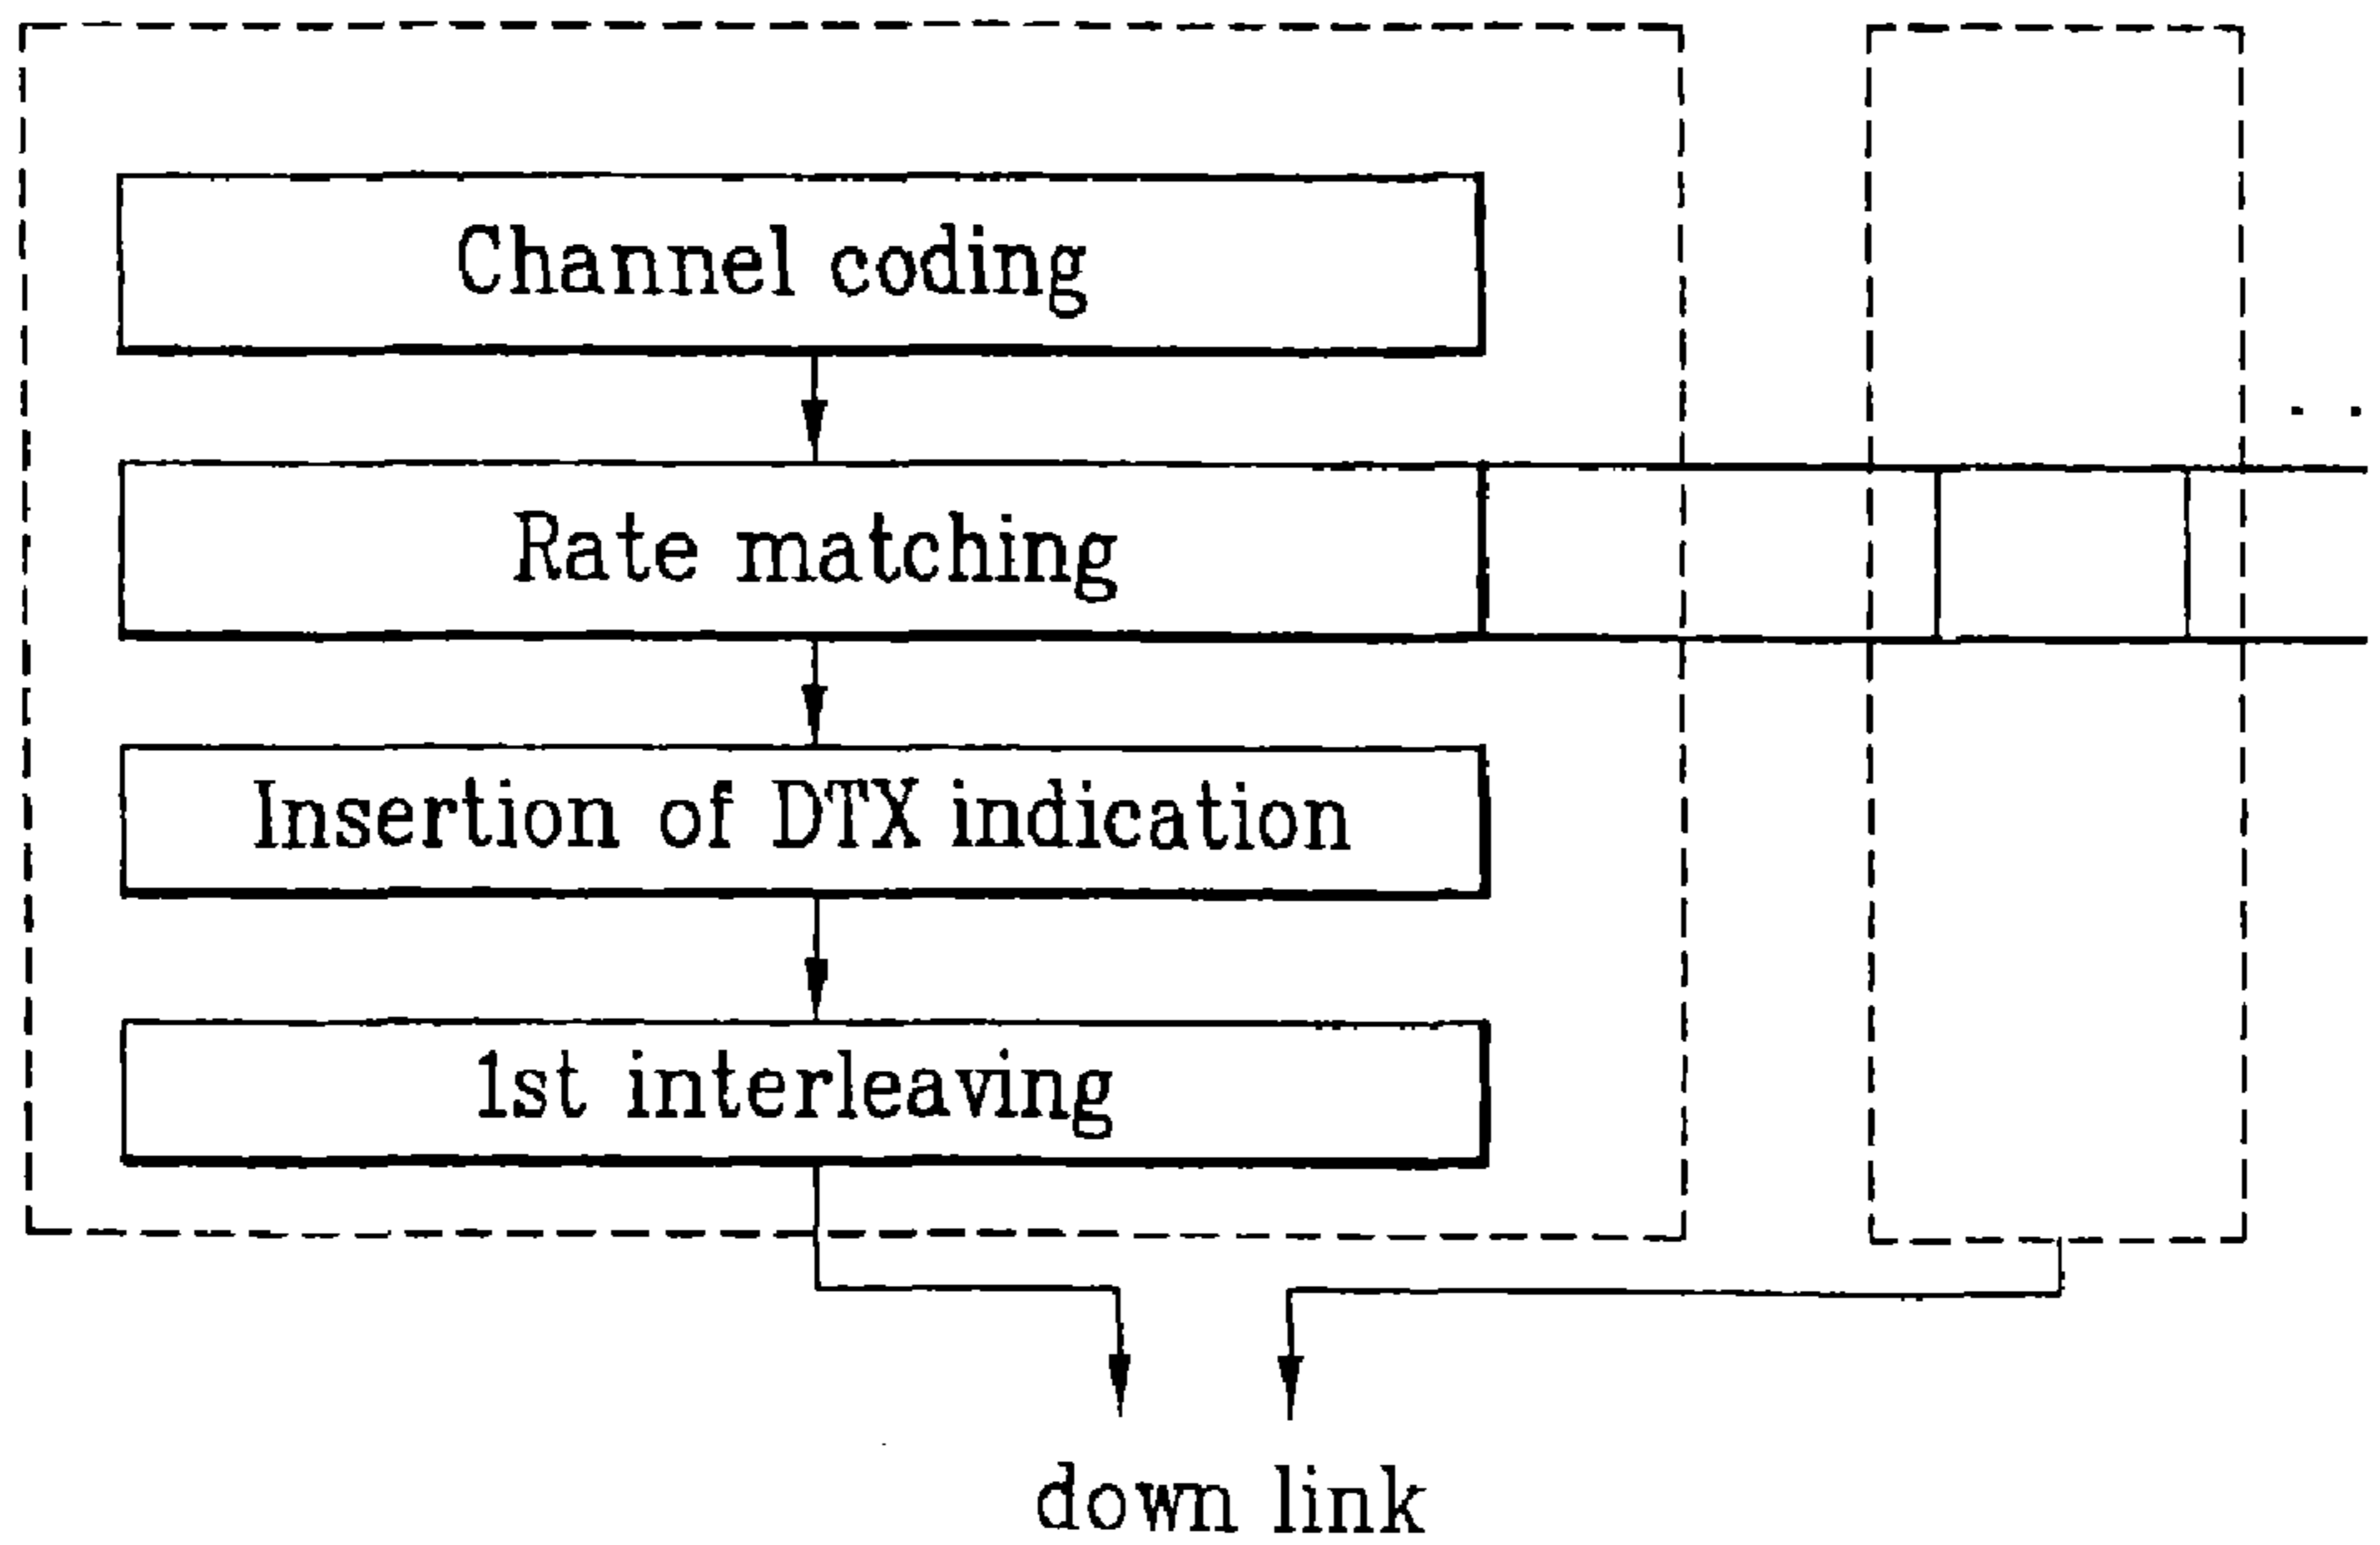 Channel coding
Rate matching
Insertion of DTX indication
1st interleaving
down link